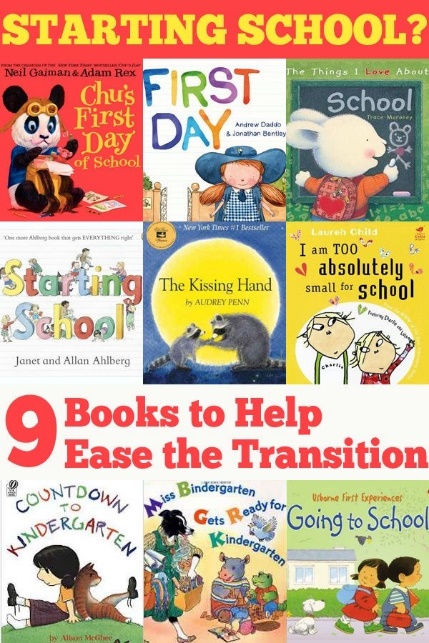 STARTING SCHOOL?
FROM THE CREATORS OF THE NEW YORK TIMES BESTSELLER CHU'S DAY
Neil Gaiman & Adam Rex
Chu's
First
Day
of School
FIRST
DAY
Andrew Daddo
& Jonathan Bentley
The Things I Love About
School
Trace Moroney
'One more Ahlberg book that gets EVERYTHING right'
Starting
School
Janet and Allan Ahlberg
New York Times #1 Bestseller
The Kissing Hand
by AUDREY PENN
Lauren Child
I am TOO
absolutely
small for school
Charlie
9 Books to Help
Ease the Transition
COUNTDOWN
TO
KINDERGARTEN
by Alison McGhee
Miss Bindergarten
Gets Ready for
Kindergarten
Usborne First Experiences
Going to School